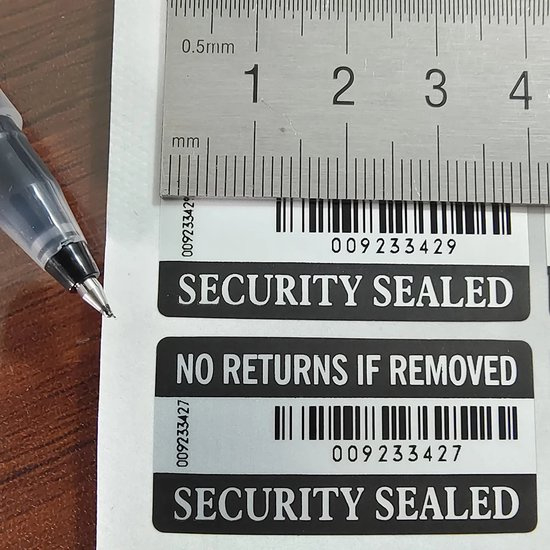 0.5mm
1 2 3 4
mm
009233429
009233429
SECURITY SEALED
NO RETURNS IF REMOVED
009233427
009233427
SECURITY SEALED